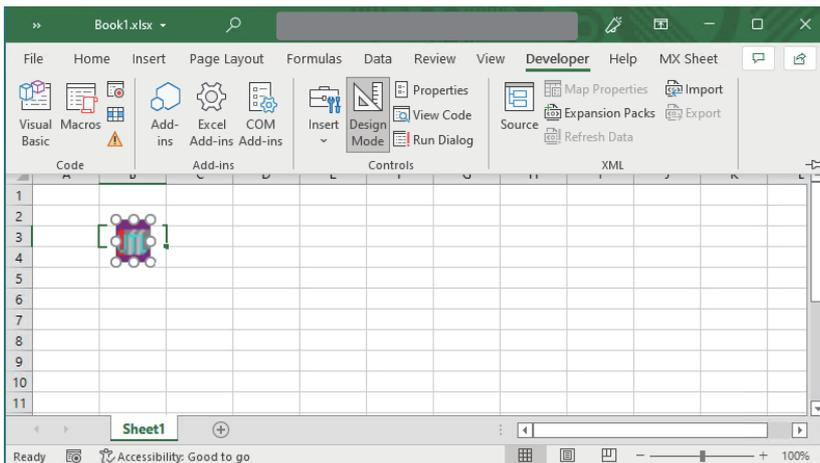 Book1.xlsx
File Home Insert Page Layout Formulas Data Review View Developer Help MX Sheet
Visual Basic
Macros
Code
Add-ins
Excel Add-ins
COM Add-ins
Add-ins
Insert
Design Mode
Properties
View Code
Run Dialog
Controls
Source
Map Properties
Expansion Packs
Refresh Data
Import
Export
XML
1
2
3
4
5
6
7
8
9
10
11
Sheet1
Ready Accessibility: Good to go 100%